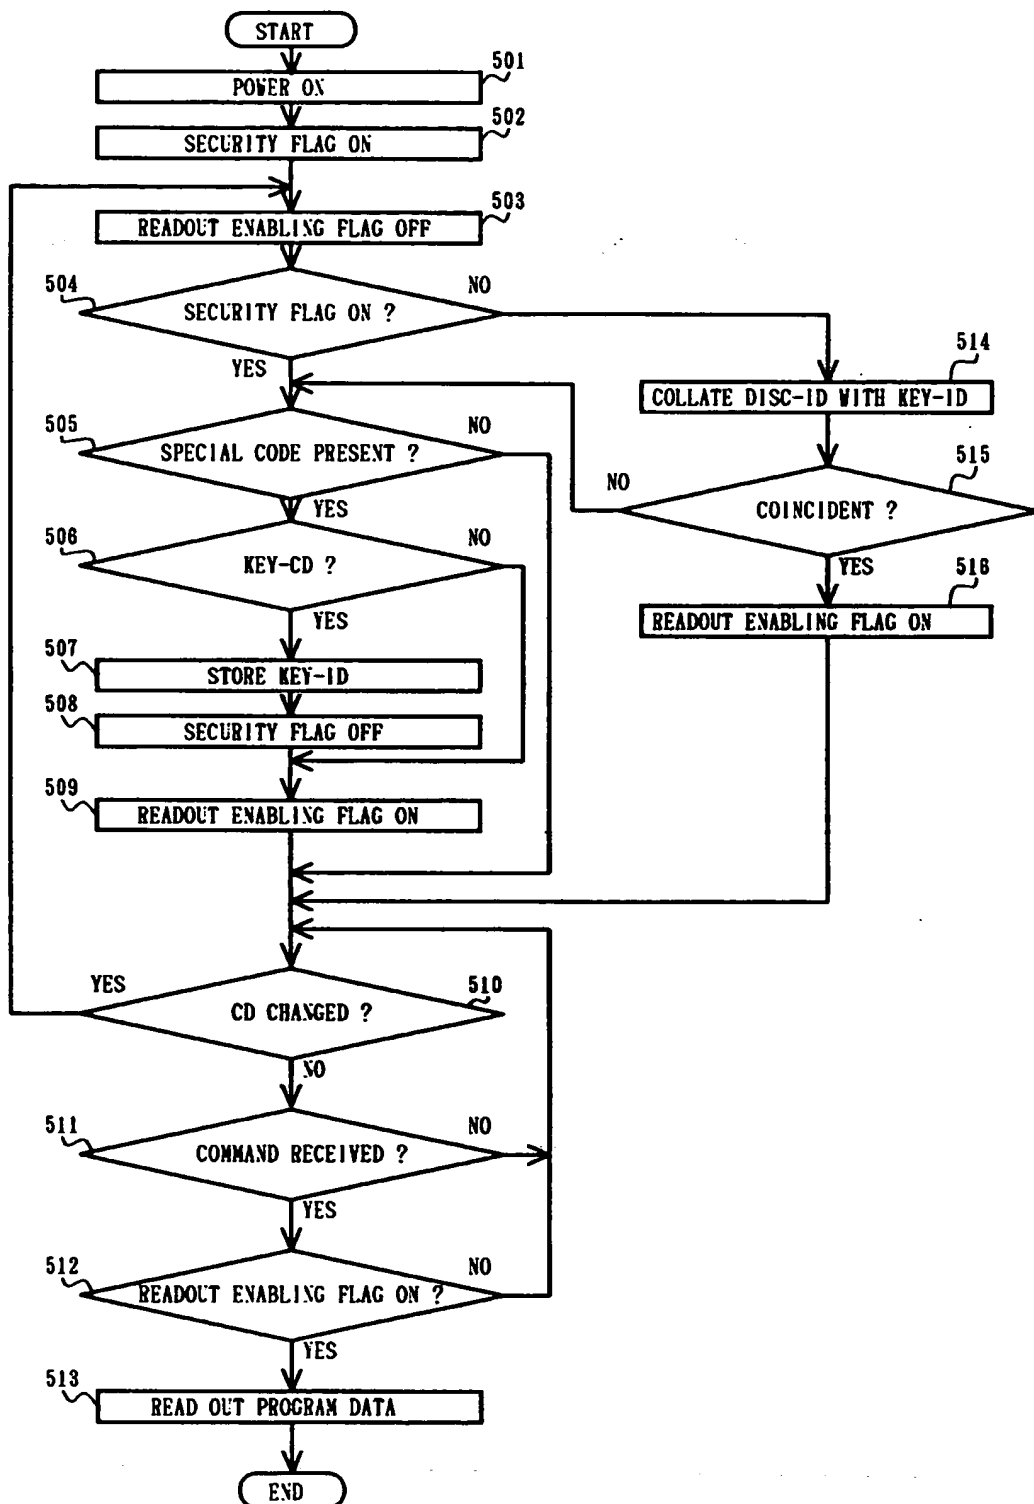 START
501
POWER ON
502
SECURITY FLAG ON
503
READOUT ENABLING FLAG OFF
504
SECURITY FLAG ON ?
NO
YES
514
COLLATE DISC-ID WITH KEY-ID
505
SPECIAL CODE PRESENT ?
NO
YES
515
COINCIDENT ?
NO
YES
506
KEY-CD ?
NO
YES
516
READOUT ENABLING FLAG ON
507
STORE KEY-ID
508
SECURITY FLAG OFF
509
READOUT ENABLING FLAG ON
YES
510
CD CHANGED ?
NO
511
COMMAND RECEIVED ?
NO
YES
512
READOUT ENABLING FLAG ON ?
NO
YES
513
READ OUT PROGRAM DATA
END